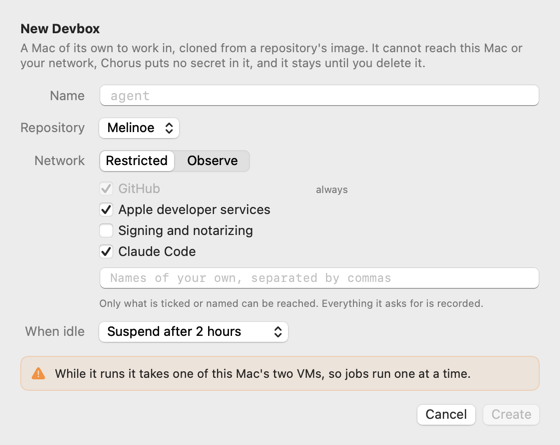 New Devbox
A Mac of its own to work in, cloned from a repository's image. It cannot reach this Mac or
your network, Chorus puts no secret in it, and it stays until you delete it.
Name agent
Repository Melinoe
Network Restricted Observe
GitHub always
Apple developer services
Signing and notarizing
Claude Code
Names of your own, separated by commas
Only what is ticked or named can be reached. Everything it asks for is recorded.
When idle Suspend after 2 hours
While it runs it takes one of this Mac's two VMs, so jobs run one at a time.
Cancel Create